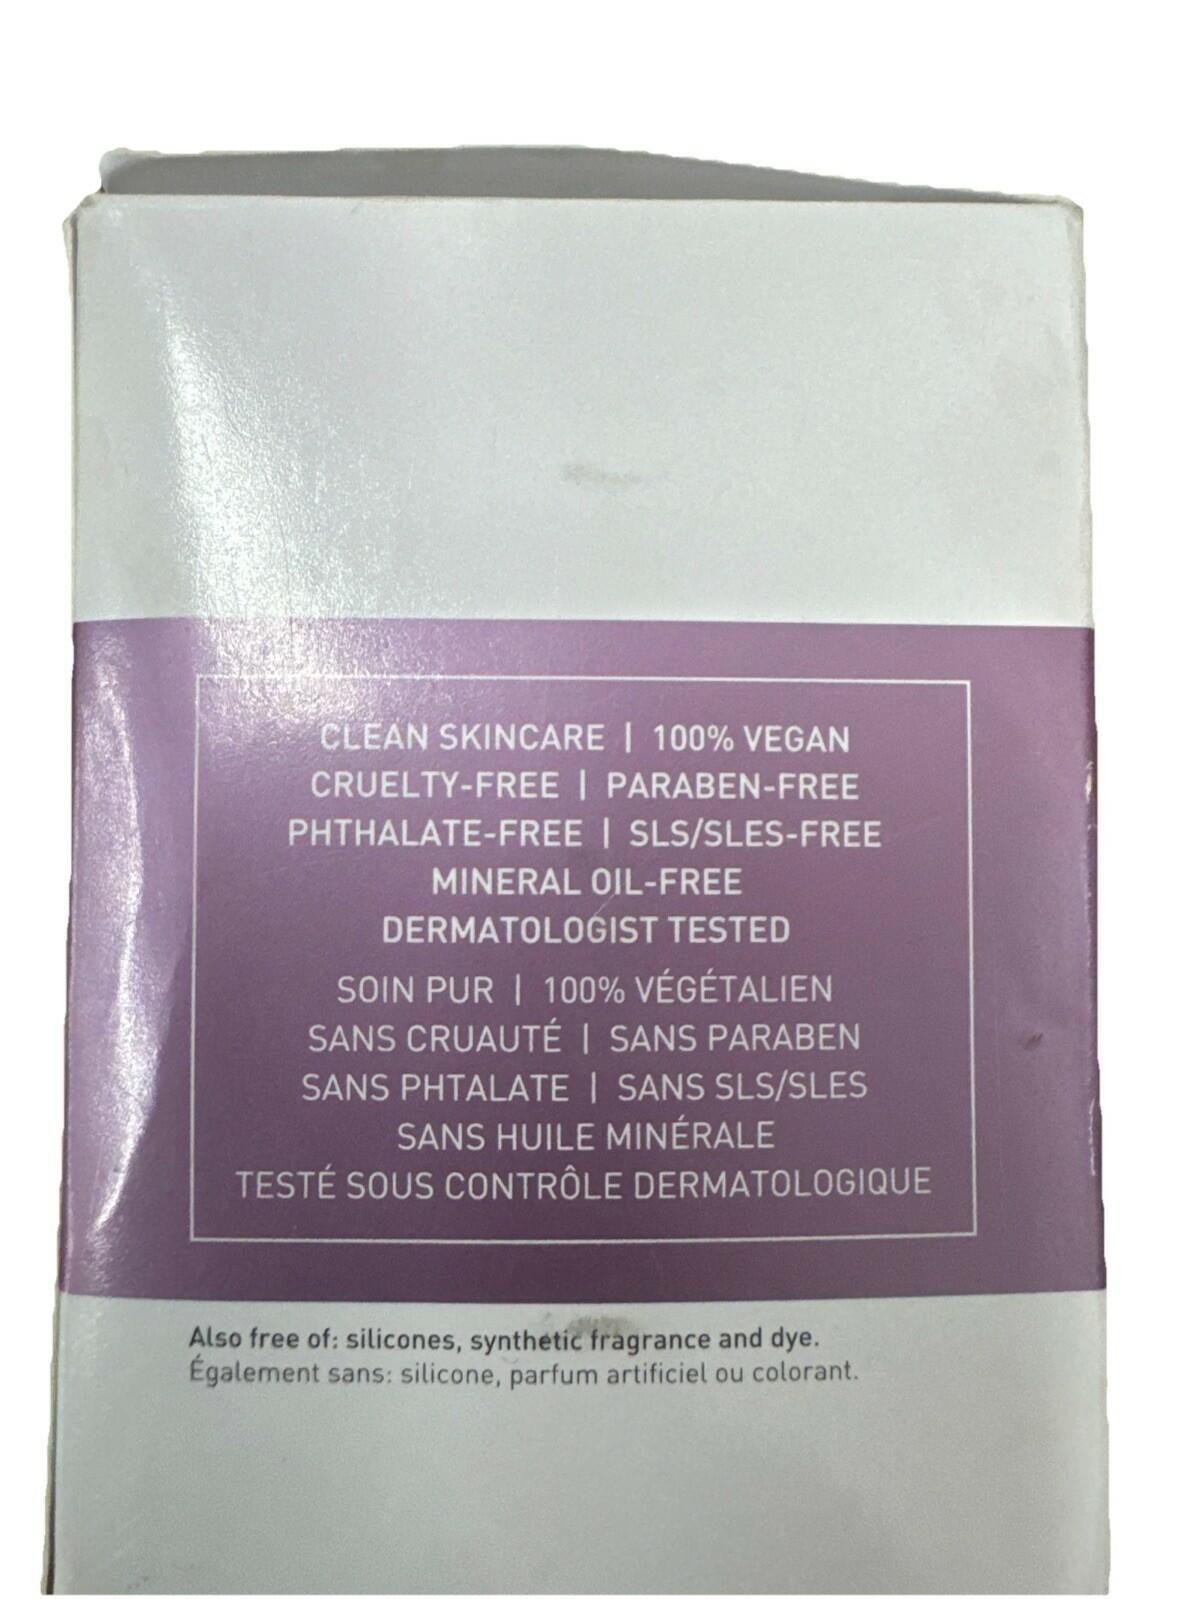 CLEAN SKINCARE | 100% VEGAN
CRUELTY-FREE | PARABEN-FREE
PHTHALATE-FREE | SLS/SLES-FREE
MINERAL OIL-FREE
DERMATOLOGIST TESTED
SOIN PUR | 100% VÉGÉTALIEN
SANS CRUAUTÉ | SANS PARABEN
SANS PHTALATE | SANS SLS/SLES
SANS HUILE MINÉRALE
TESTÉ SOUS CONTRÔLE DERMATOLOGIQUE
Also free of: silicones, synthetic fragrance and dye.
Également sans: silicone, parfum artificiel ou colorant.